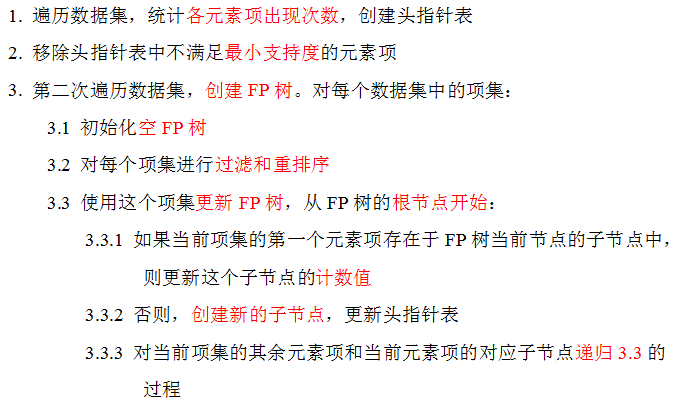 1. 遍历数据集，统计各元素项出现次数，创建头指针表
2. 移除头指针表中不满足最小支持度的元素项
3. 第二次遍历数据集，创建 FP 树。对每个数据集中的项集：
3.1 初始化空 FP 树
3.2 对每个项集进行过滤和重排序
3.3 使用这个项集更新 FP 树，从 FP 树的根节点开始：
3.3.1 如果当前项集的第一个元素项存在于 FP 树当前节点的子节点中，
则更新这个子节点的计数值
3.3.2 否则，创建新的子节点，更新头指针表
3.3.3 对当前项集的其余元素项和当前元素项的对应子节点递归 3.3 的
过程